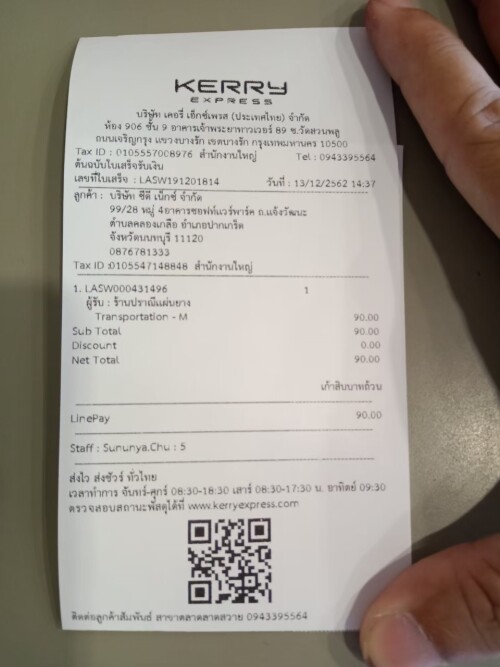 KERRY
EXPRESS
บริษัท เคอรี่ เอ็กซ์เพรส (ประเทศไทย) จำกัด
ห้อง 906 ชั้น 9 อาคารเจ้าพระยาทาวเวอร์ 89 ซ.วัดสวนพลู
ถนนเจริญกรุง แขวงบางรัก เขตบางรัก กรุงเทพมหานคร 10500
Tax ID : 0105557008976 สำนักงานใหญ่ Tel : 0943395564
ต้นฉบับใบเสร็จรับเงิน
เลขที่ใบเสร็จ : LASW191201814 วันที่ : 13/12/2562 14:37
ลูกค้า : บริษัท ซีดี เน็กซ์ จำกัด
99/28 หมู่ 4อาคารซอฟท์แวร์พาร์ค ถ.แจ้งวัฒนะ
ตำบลคลองเกลือ อำเภอปากเกร็ด
จังหวัดนนทบุรี 11120
0876781333
Tax ID :0105547148848 สำนักงานใหญ่
1. LASW000431496 1
ผู้รับ : ร้านปราณีแผ่นยาง
Transportation - M 90.00
Sub Total 90.00
Discount 0.00
Net Total 90.00
เก้าสิบบาทถ้วน
LinePay 90.00
Staff : Sununya.Chu : 5
ส่งไว ส่งชัวร์ ทั่วไทย
เวลาทำการ จันทร์-ศุกร์ 08:30-18:30 เสาร์ 08:30-17:30 น. อาทิตย์ 09:30
ตรวจสอบสถานะพัสดุได้ที่ www.kerryexpress.com
ติดต่อลูกค้าสัมพันธ์ สาขาตลาดลาดสวาย 0943395564